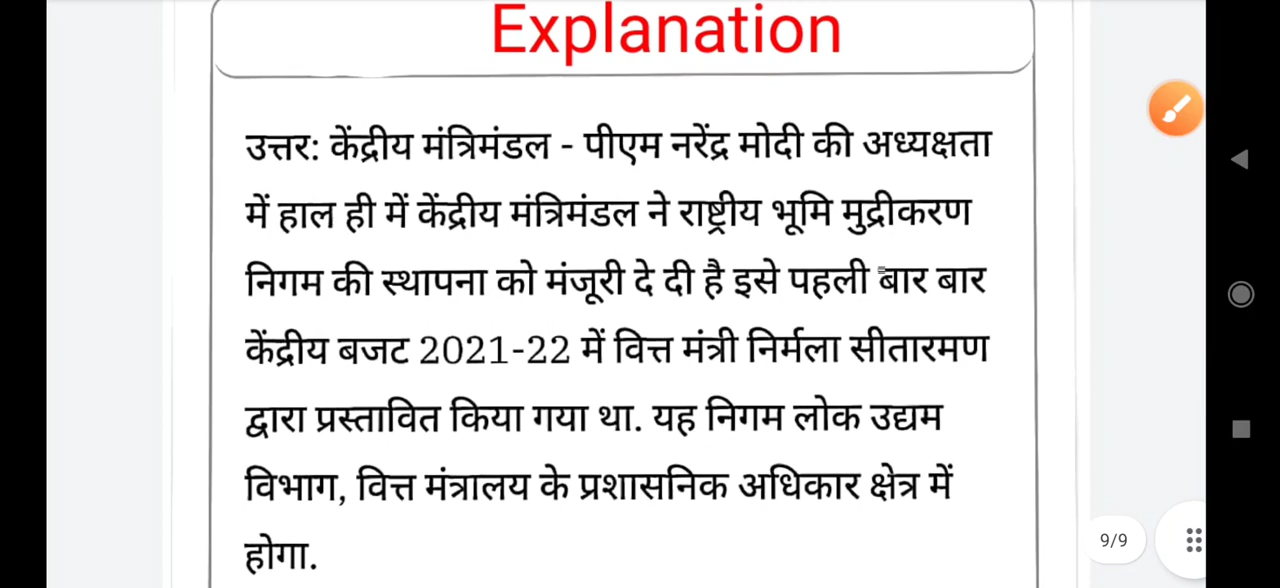 Explanation
उत्तर: केंद्रीय मंत्रिमंडल - पीएम नरेंद्र मोदी की अध्यक्षता
में हाल ही में केंद्रीय मंत्रिमंडल ने राष्ट्रीय भूमि मुद्रीकरण
निगम की स्थापना को मंजूरी दे दी है इसे पहली बार बार
केंद्रीय बजट 2021-22 में वित्त मंत्री निर्मला सीतारमण
द्वारा प्रस्तावित किया गया था. यह निगम लोक उद्यम
विभाग, वित्त मंत्रालय के प्रशासनिक अधिकार क्षेत्र में
होगा.
9/9